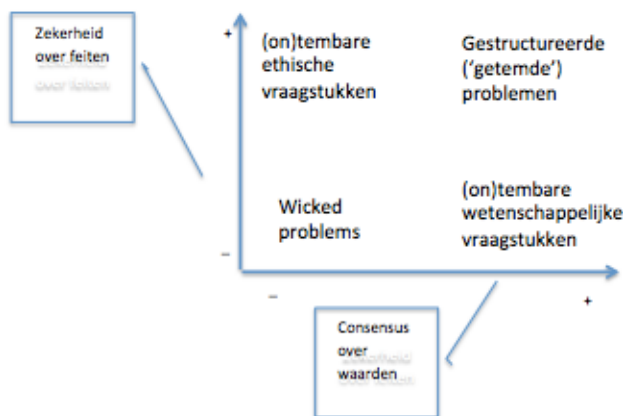 Zekerheid
over feiten
+
(on)tembare
ethische
vraagstukken
Gestructureerde
('getemde')
problemen
Wicked
problems
(on)tembare
wetenschappelijke
vraagstukken
–
–
+
Consensus
over
waarden